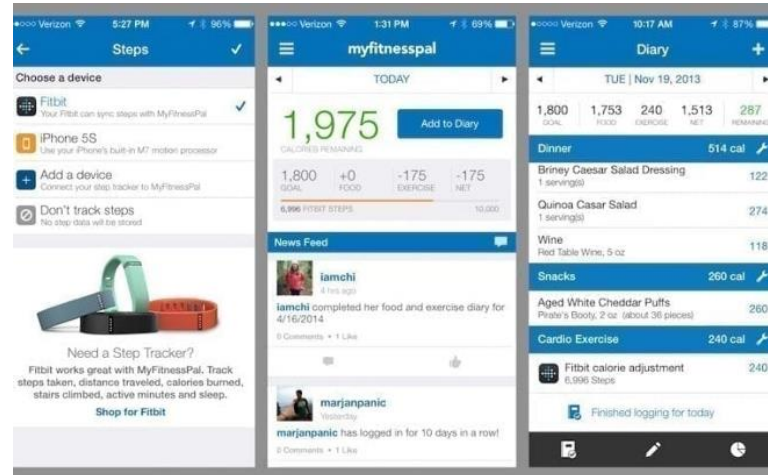 Verizon 5:27 PM 96%
Steps
Choose a device
Fitbit
Your Fitbit can sync steps with MyFitnessPal
iPhone 5S
Use your iPhone's built-in M7 motion processor
Add a device
Connect your step tracker to MyFitnessPal
Don't track steps
No step data will be stored
Need a Step Tracker?
Fitbit works great with MyFitnessPal. Track
steps taken, distance traveled, calories burned,
stairs climbed, active minutes and sleep.
Shop for Fitbit
Verizon 1:31 PM 69%
myfitnesspal
TODAY
1,975
CALORIES REMAINING
Add to Diary
1,800 +0 -175 -175
GOAL FOOD EXERCISE NET
6,996 FITBIT STEPS 10,000
News Feed
iamchi
4 hrs ago
iamchi completed her food and exercise diary for
4/16/2014
0 Comments • 1 Like
marjanpanic
Yesterday
marjanpanic has logged in for 10 days in a row!
0 Comments • 1 Like
Verizon 10:17 AM 87%
Diary
TUE | Nov 19, 2013
1,800 1,753 240 1,513 287
GOAL FOOD EXERCISE NET REMAINING
Dinner 514 cal
Briney Caesar Salad Dressing 122
1 serving(s)
Quinoa Casar Salad 274
1 serving(s)
Wine 118
Red Table Wine, 5 oz
Snacks 260 cal
Aged White Cheddar Puffs 260
Pirate's Booty, 2 oz (about 36 pieces)
Cardio Exercise 240 cal
Fitbit calorie adjustment 240
6,996 Steps
Finished logging for today